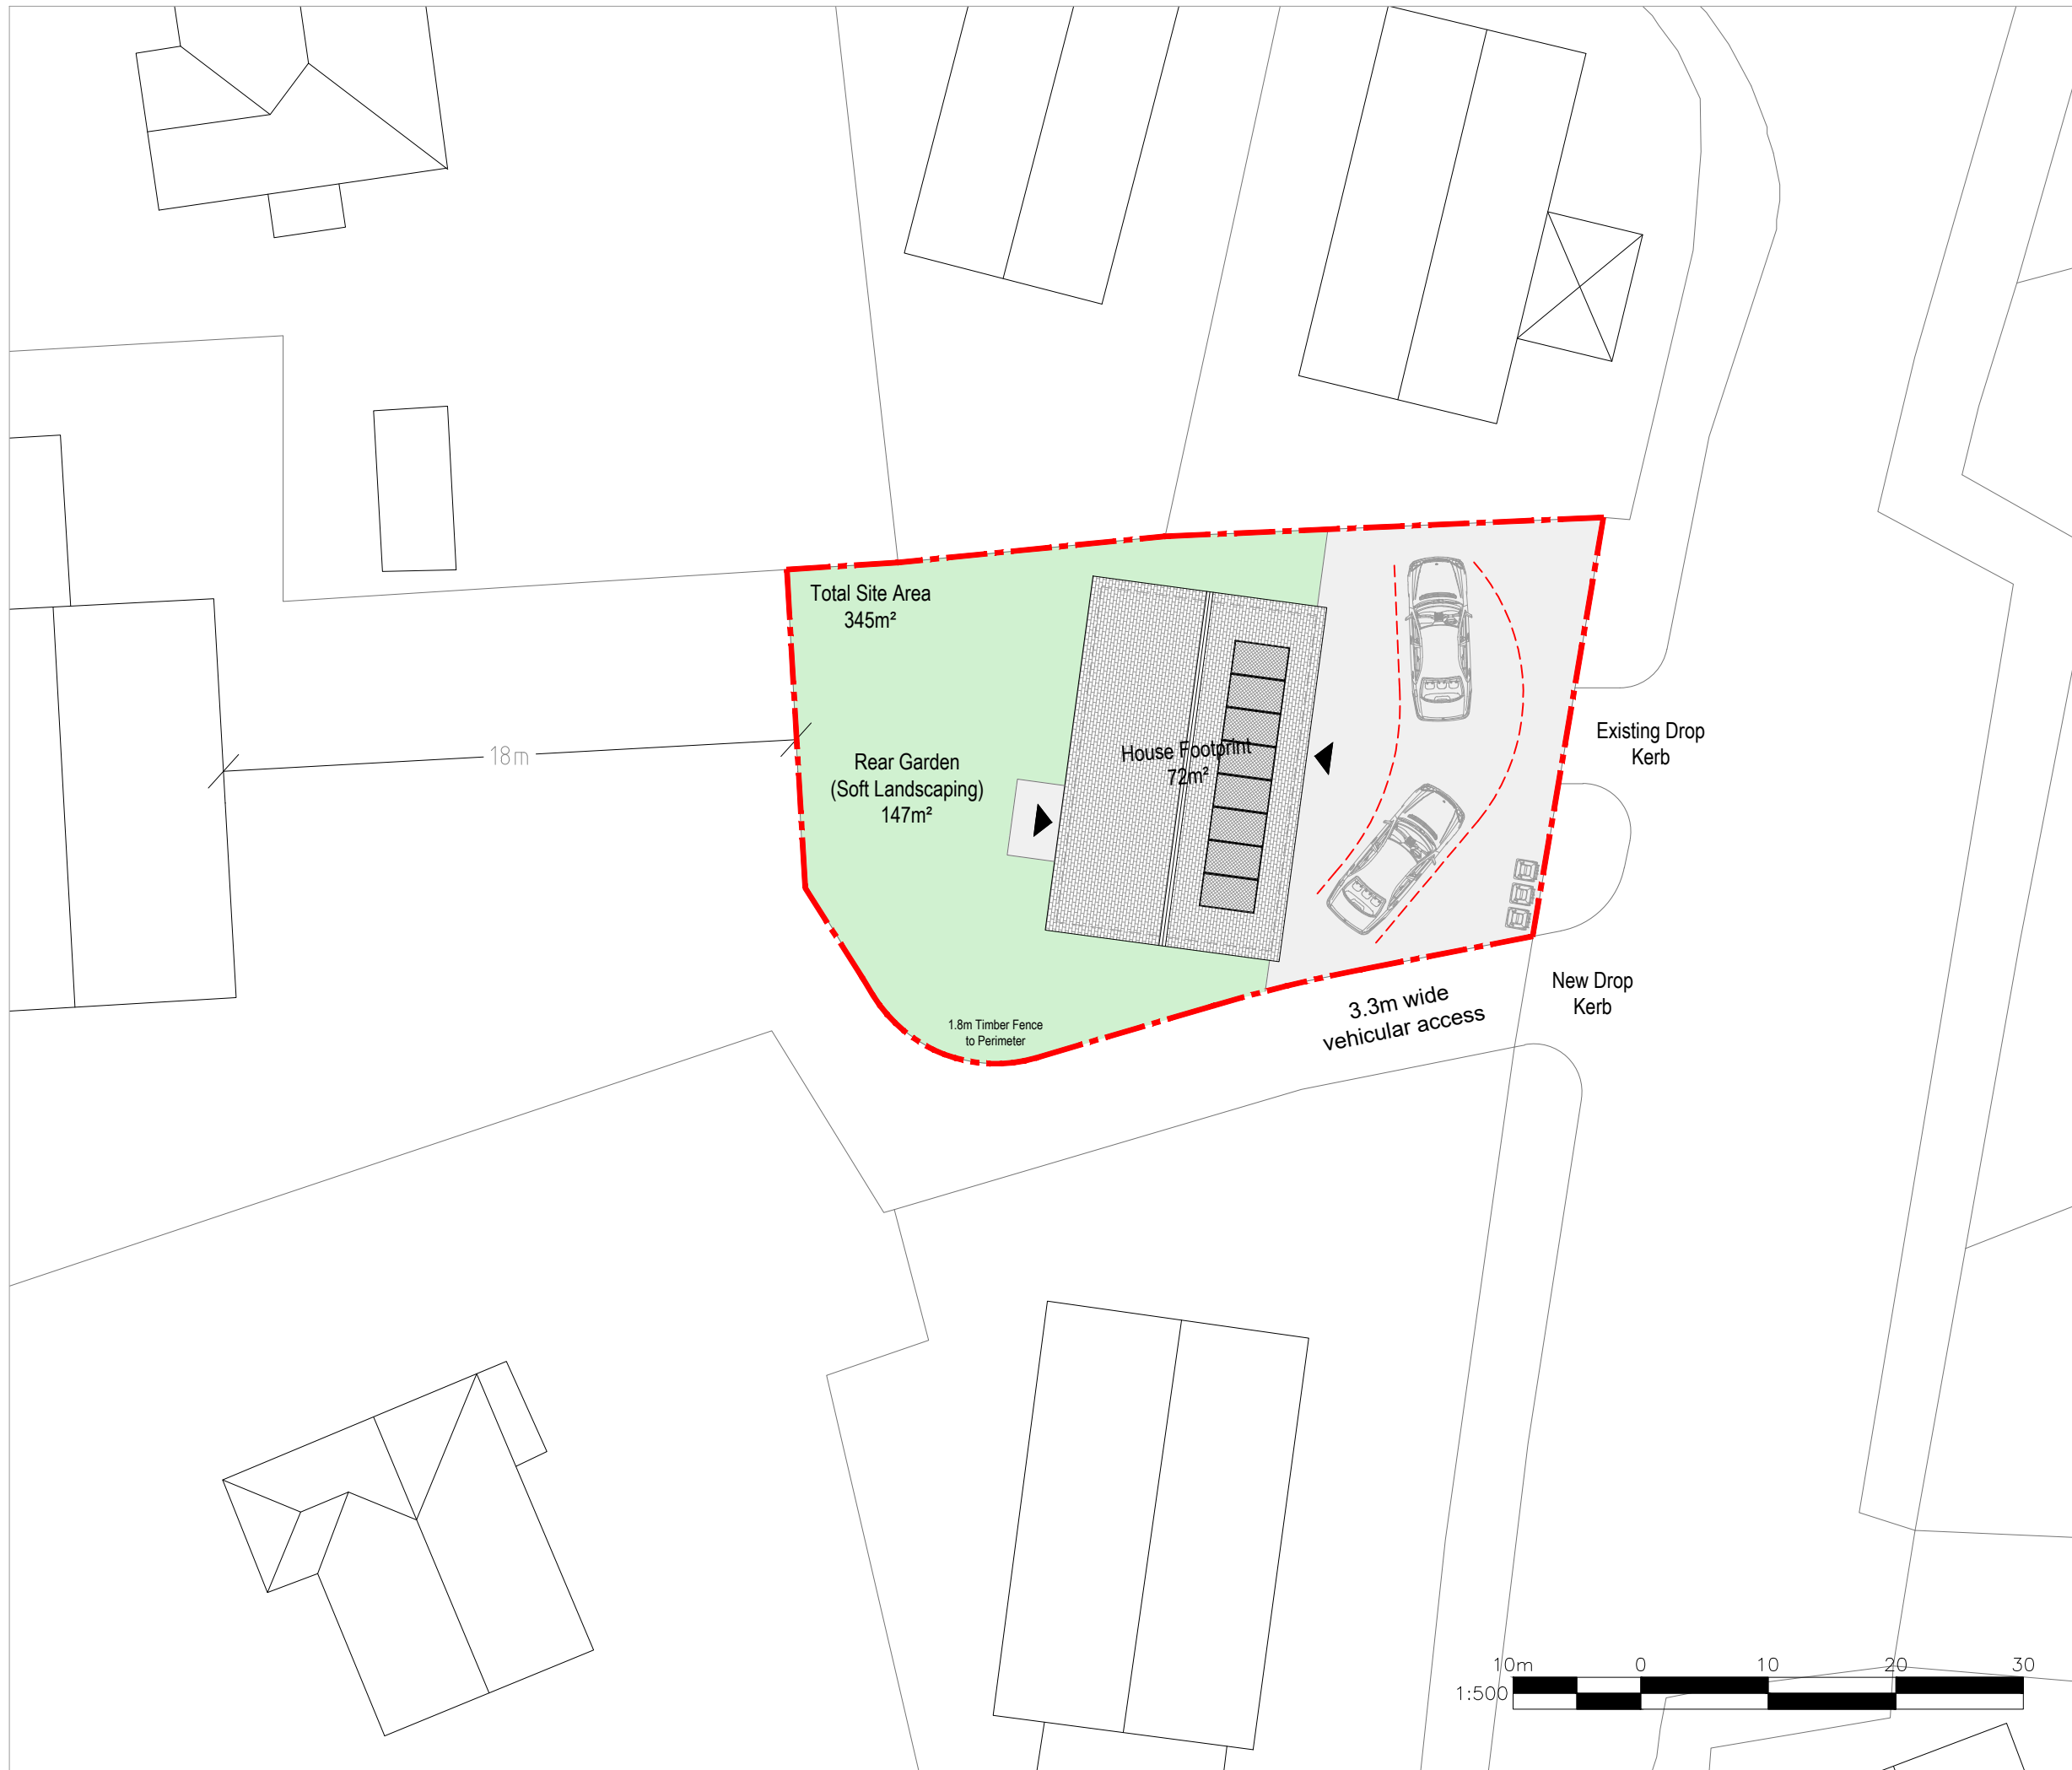 Total Site Area
345m²
18m
Rear Garden
(Soft Landscaping)
147m²
House Footprint
72m²
Existing Drop
Kerb
1.8m Timber Fence
to Perimeter
3.3m wide
vehicular access
New Drop
Kerb
10m 0 10 20 30
1:500